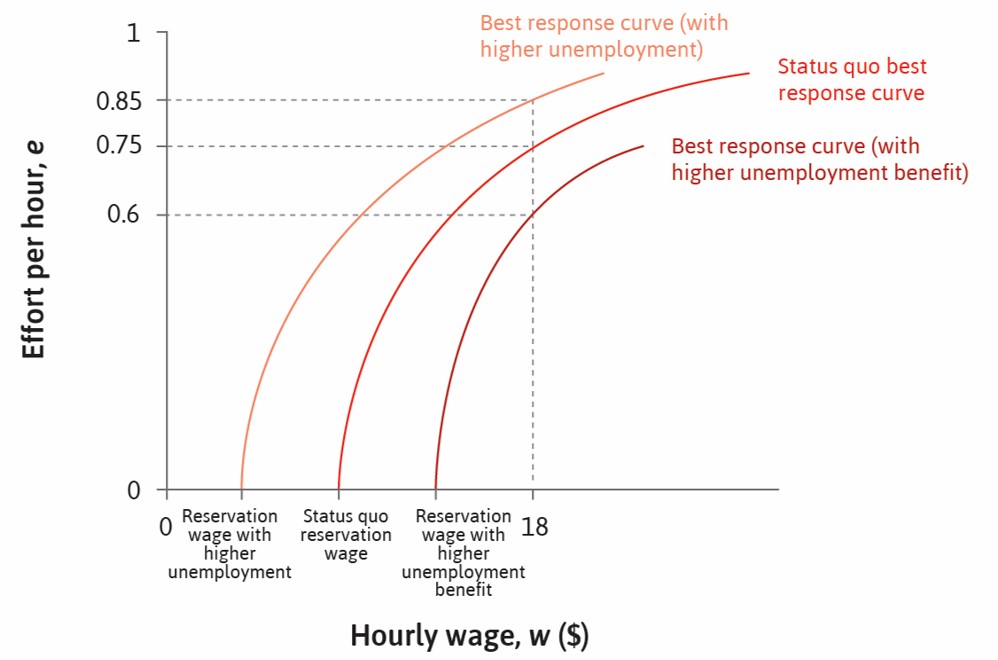 Best response curve (with
higher unemployment)
Status quo best
response curve
Best response curve (with
higher unemployment benefit)
Effort per hour, e
1
0.85
0.75
0.6
0
0
Reservation
wage with
higher
unemployment
Status quo
reservation
wage
Reservation
wage with
higher
unemployment
benefit
18
Hourly wage, w ($)